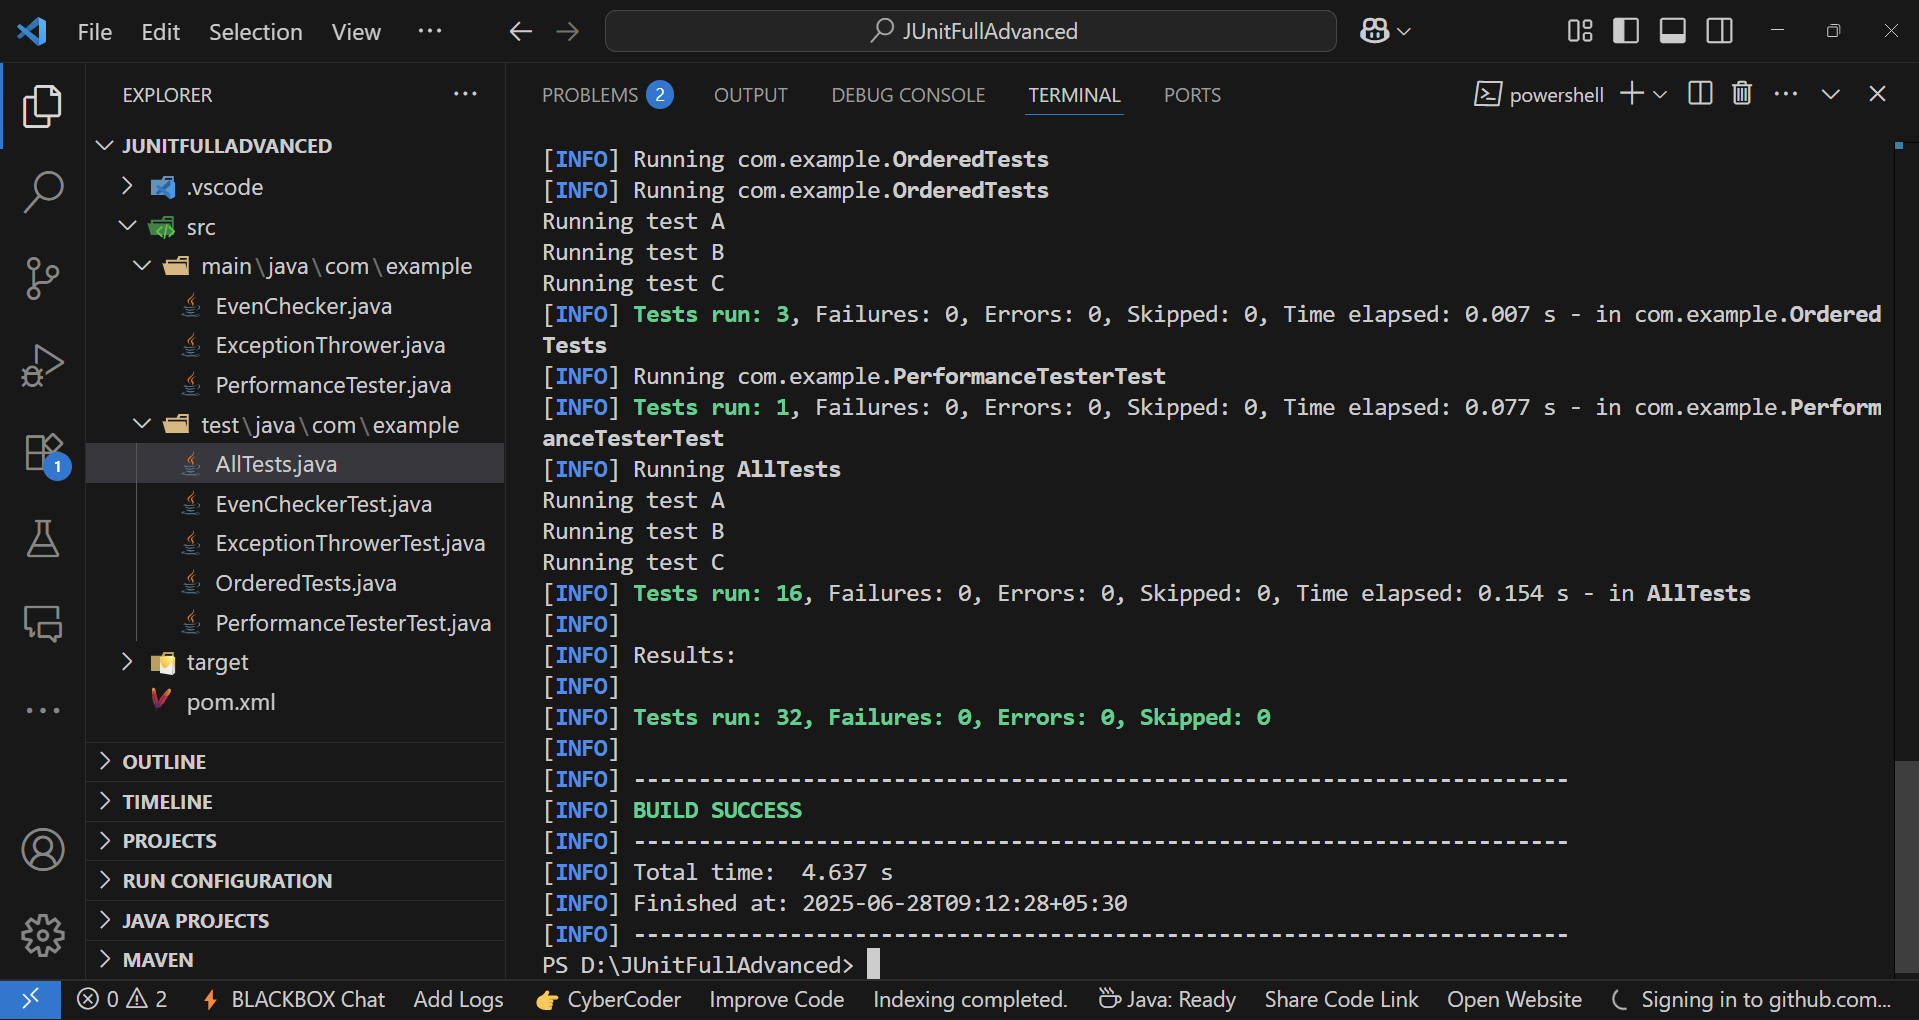 File Edit Selection View ···
JUnitFullAdvanced
EXPLORER ···
JUNITFULLADVANCED
.vscode
src
main\java\com\example
EvenChecker.java
ExceptionThrower.java
PerformanceTester.java
test\java\com\example
AllTests.java
EvenCheckerTest.java
ExceptionThrowerTest.java
OrderedTests.java
PerformanceTesterTest.java
target
pom.xml
OUTLINE
TIMELINE
PROJECTS
RUN CONFIGURATION
JAVA PROJECTS
MAVEN
1
PROBLEMS 2 OUTPUT DEBUG CONSOLE TERMINAL PORTS
powershell
[INFO] Running com.example.OrderedTests
[INFO] Running com.example.OrderedTests
Running test A
Running test B
Running test C
[INFO] Tests run: 3, Failures: 0, Errors: 0, Skipped: 0, Time elapsed: 0.007 s - in com.example.Ordered
Tests
[INFO] Running com.example.PerformanceTesterTest
[INFO] Tests run: 1, Failures: 0, Errors: 0, Skipped: 0, Time elapsed: 0.077 s - in com.example.Perform
anceTesterTest
[INFO] Running AllTests
Running test A
Running test B
Running test C
[INFO] Tests run: 16, Failures: 0, Errors: 0, Skipped: 0, Time elapsed: 0.154 s - in AllTests
[INFO]
[INFO] Results:
[INFO]
[INFO] Tests run: 32, Failures: 0, Errors: 0, Skipped: 0
[INFO]
[INFO] ------------------------------------------------------------------------
[INFO] BUILD SUCCESS
[INFO] ------------------------------------------------------------------------
[INFO] Total time:  4.637 s
[INFO] Finished at: 2025-06-28T09:12:28+05:30
[INFO] ------------------------------------------------------------------------
PS D:\JUnitFullAdvanced>
0 2 BLACKBOX Chat Add Logs CyberCoder Improve Code Indexing completed. Java: Ready Share Code Link Open Website Signing in to github.com...